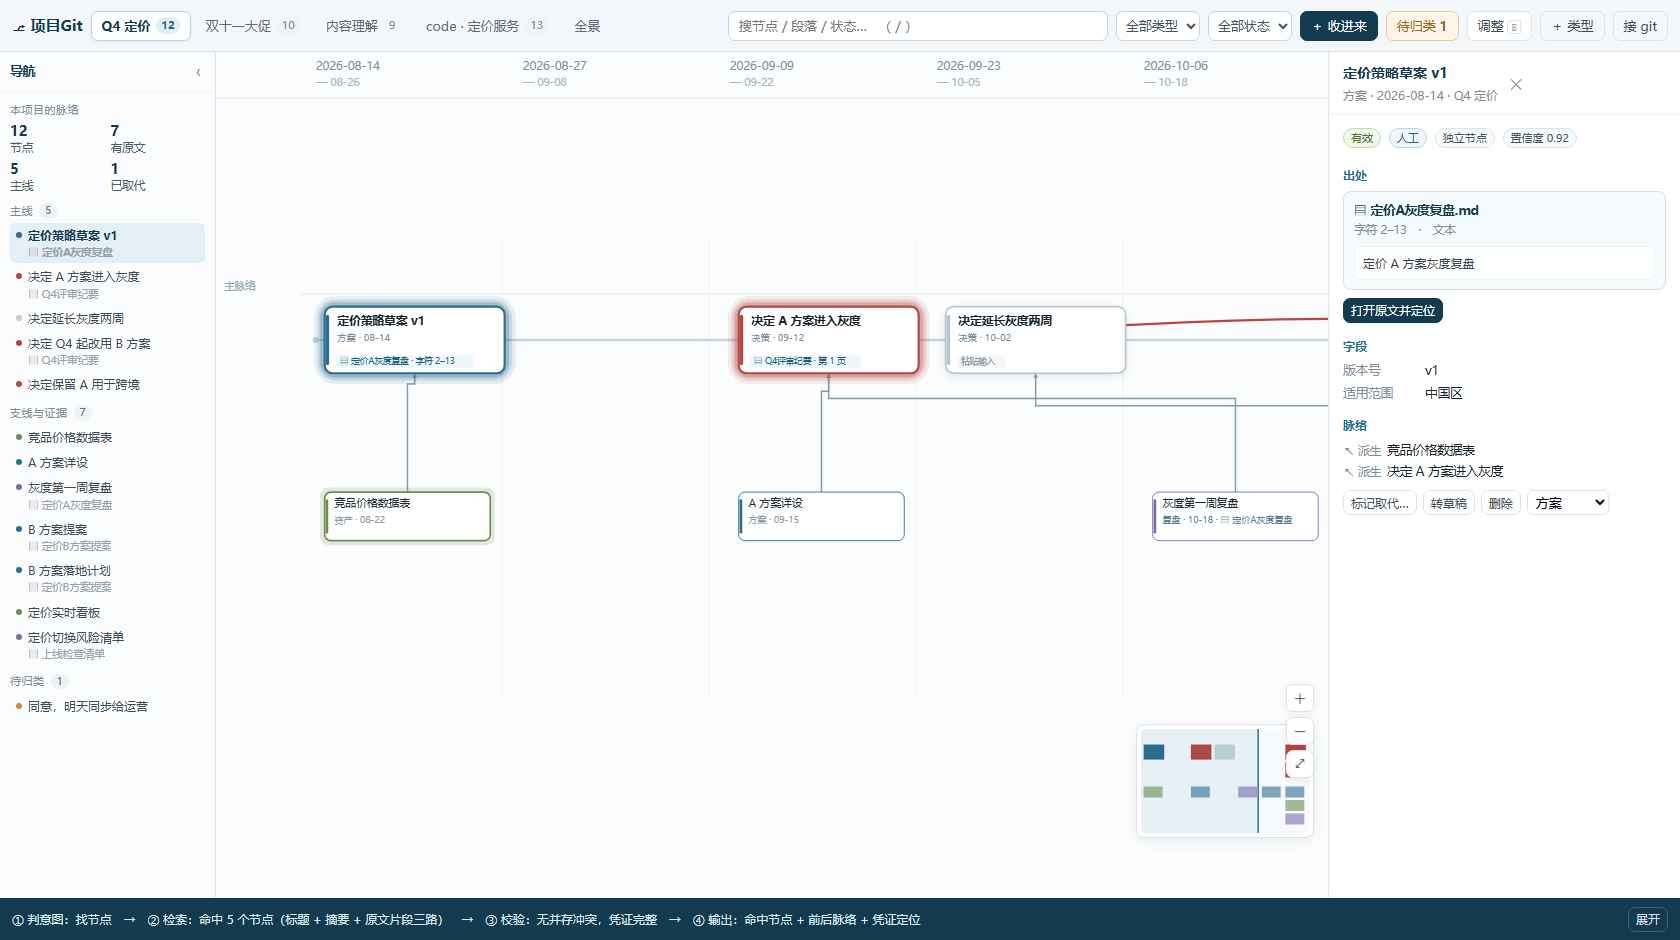 项目Git
Q4 定价 12
双十一大促 10
内容理解 9
code · 定价服务 13
全景
搜节点 / 段落 / 状态… （ / ）
全部类型
全部状态
+ 收进来
待归类 1
调整
+ 类型
接 git
导航
本项目的脉络
12
节点
7
有原文
5
主线
1
已取代
主线 5
定价策略草案 v1
定价A灰度复盘
决定 A 方案进入灰度
Q4评审纪要
决定延长灰度两周
决定 Q4 起改用 B 方案
Q4评审纪要
决定保留 A 用于跨境
支线与证据 7
竞品价格数据表
A 方案详设
灰度第一周复盘
定价A灰度复盘
B 方案提案
定价B方案提案
B 方案落地计划
定价B方案提案
定价实时看板
定价切换风险清单
上线检查清单
待归类 1
同意，明天同步给运营
2026-08-14
— 08-26
2026-08-27
— 09-08
2026-09-09
— 09-22
2026-09-23
— 10-05
2026-10-06
— 10-18
主脉络
定价策略草案 v1
方案 · 08-14
定价A灰度复盘 · 字符 2–13
决定 A 方案进入灰度
决策 · 09-12
Q4评审纪要 · 第 1 页
决定延长灰度两周
决策 · 10-02
粘贴输入
竞品价格数据表
资产 · 08-22
A 方案详设
方案 · 09-15
灰度第一周复盘
复盘 · 10-18 · 定价A灰度复盘
定价策略草案 v1
方案 · 2026-08-14 · Q4 定价
有效
人工
独立节点
置信度 0.92
出处
定价A灰度复盘.md
字符 2–13 · 文本
定价 A 方案灰度复盘
打开原文并定位
字段
版本号 v1
适用范围 中国区
脉络
↖ 派生 竞品价格数据表
↖ 派生 决定 A 方案进入灰度
标记取代…
转草稿
删除
方案
① 判意图：找节点 → ② 检索：命中 5 个节点（标题 + 摘要 + 原文片段三路） → ③ 校验：无并存冲突，凭证完整 → ④ 输出：命中节点 + 前后脉络 + 凭证定位
展开